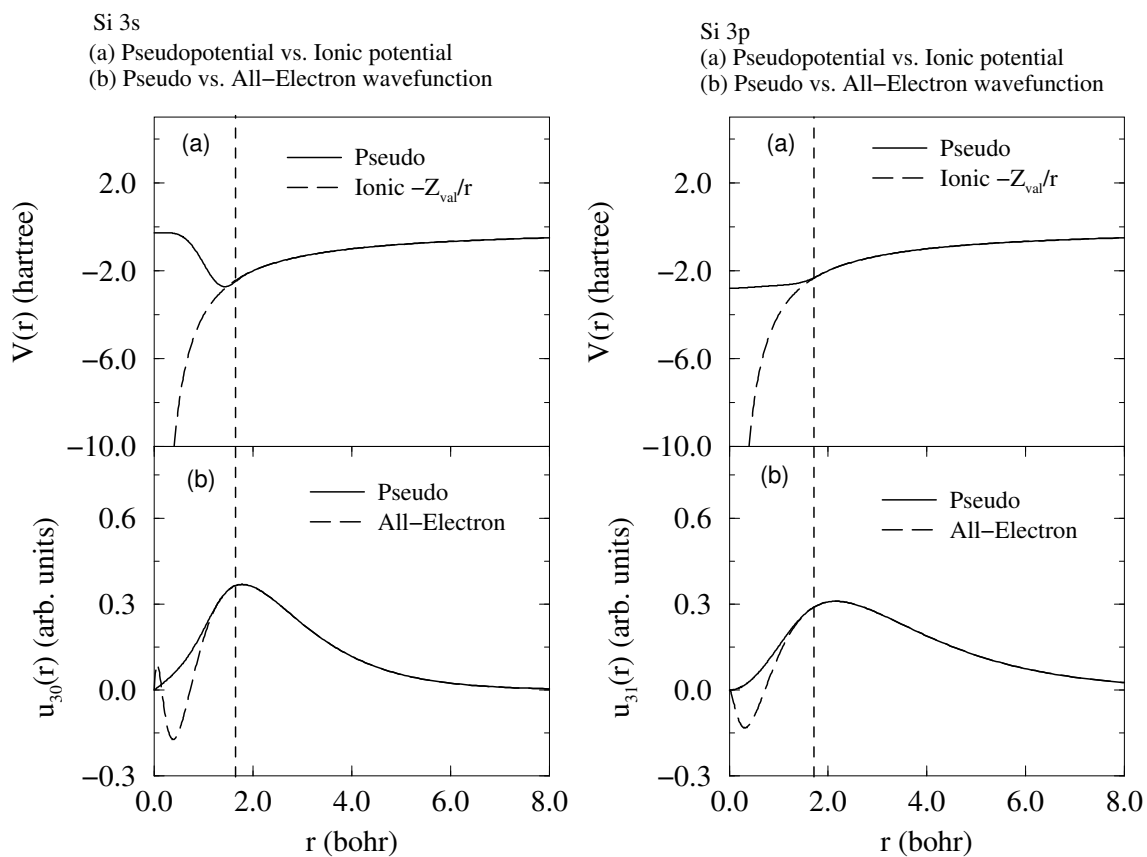 Si 3s
(a) Pseudopotential vs. Ionic potential
(b) Pseudo vs. All−Electron wavefunction
(a)
Pseudo
Ionic −Z_val/r
2.0
−2.0
−6.0
−10.0
V(r) (hartree)
(b)
Pseudo
All−Electron
0.6
0.3
0.0
−0.3
u_30(r) (arb. units)
0.0 2.0 4.0 6.0 8.0
r (bohr)
Si 3p
(a) Pseudopotential vs. Ionic potential
(b) Pseudo vs. All−Electron wavefunction
(a)
Pseudo
Ionic −Z_val/r
2.0
−2.0
−6.0
−10.0
V(r) (hartree)
(b)
Pseudo
All−Electron
0.6
0.3
0.0
−0.3
u_31(r) (arb. units)
0.0 2.0 4.0 6.0 8.0
r (bohr)